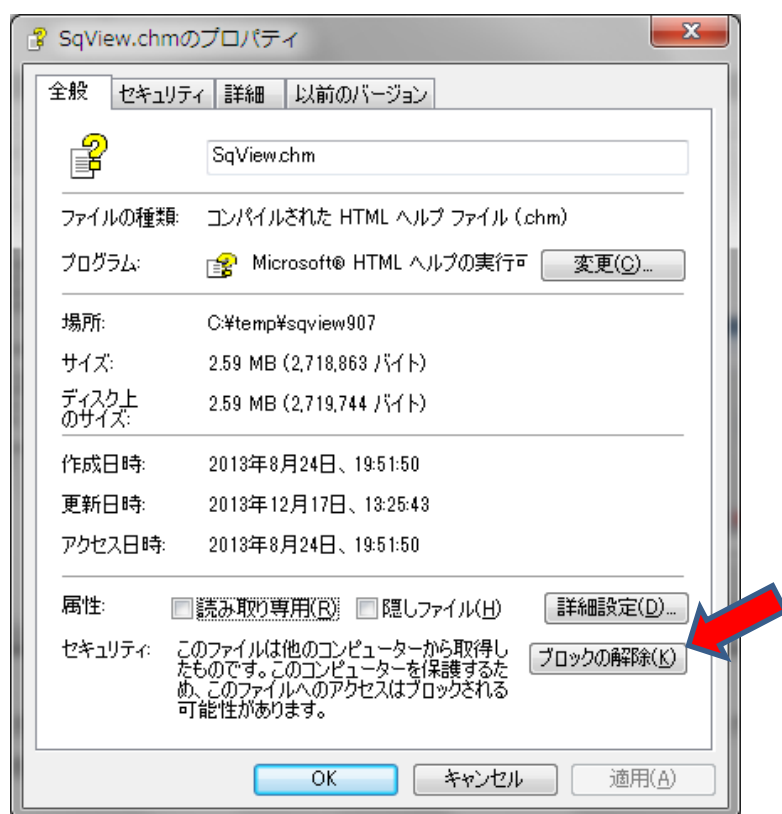 SqView.chmのプロパティ
全般 セキュリティ 詳細 以前のバージョン
SqView.chm
ファイルの種類: コンパイルされた HTML ヘルプ ファイル (.chm)
プログラム: Microsoft® HTML ヘルプの実行可 変更(C)...
場所: C:¥temp¥sqview907
サイズ: 2.59 MB (2,718,863 バイト)
ディスク上
のサイズ: 2.59 MB (2,719,744 バイト)
作成日時: 2013年8月24日、19:51:50
更新日時: 2013年12月17日、13:25:43
アクセス日時: 2013年8月24日、19:51:50
属性: 読み取り専用(R) 隠しファイル(H) 詳細設定(D)...
セキュリティ: このファイルは他のコンピューターから取得し
たものです。このコンピューターを保護するた
め、このファイルへのアクセスはブロックされる
可能性があります。
ブロックの解除(K)
OK キャンセル 適用(A)